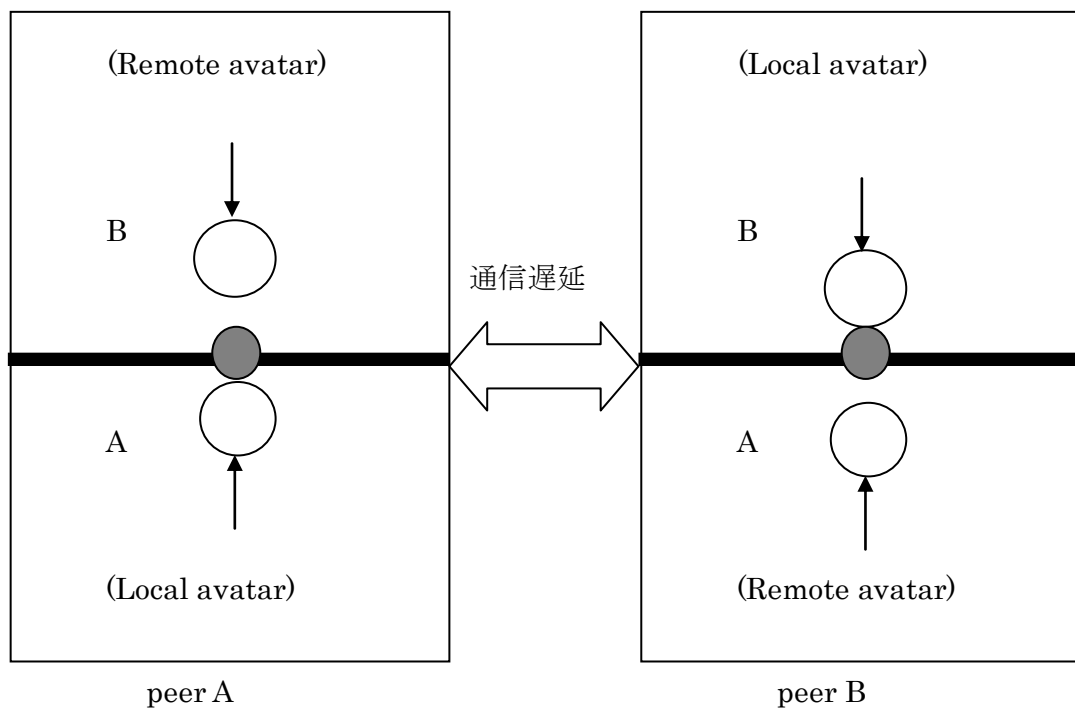 (Remote avatar)
B
A
(Local avatar)
peer A
通信遅延
(Local avatar)
B
A
(Remote avatar)
peer B